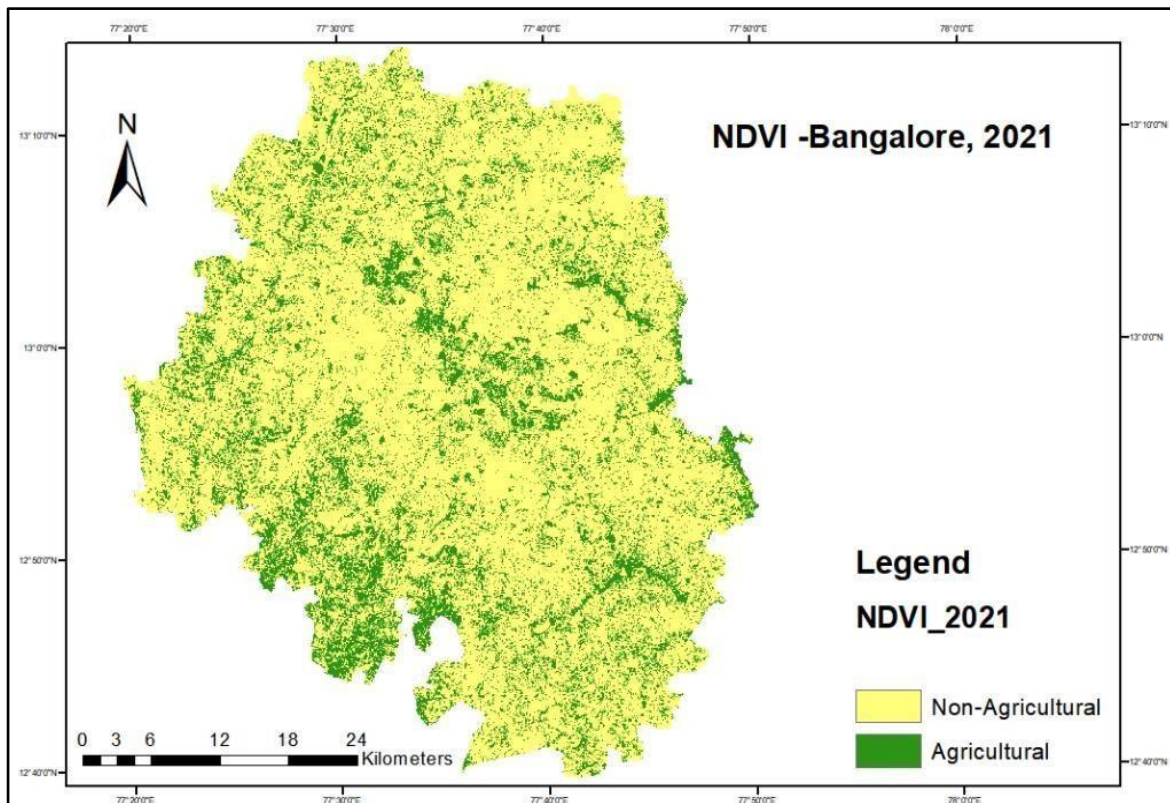 77°20'0"E 77°30'0"E 77°40'0"E 77°50'0"E 78°0'0"E
N
NDVI -Bangalore, 2021
13°10'0"N 13°10'0"N
13°0'0"N 13°0'0"N
12°50'0"N 12°50'0"N
Legend
NDVI_2021
Non-Agricultural
Agricultural
0 3 6 12 18 24
Kilometers
12°40'0"N 12°40'0"N
77°20'0"E 77°30'0"E 77°40'0"E 77°50'0"E 78°0'0"E